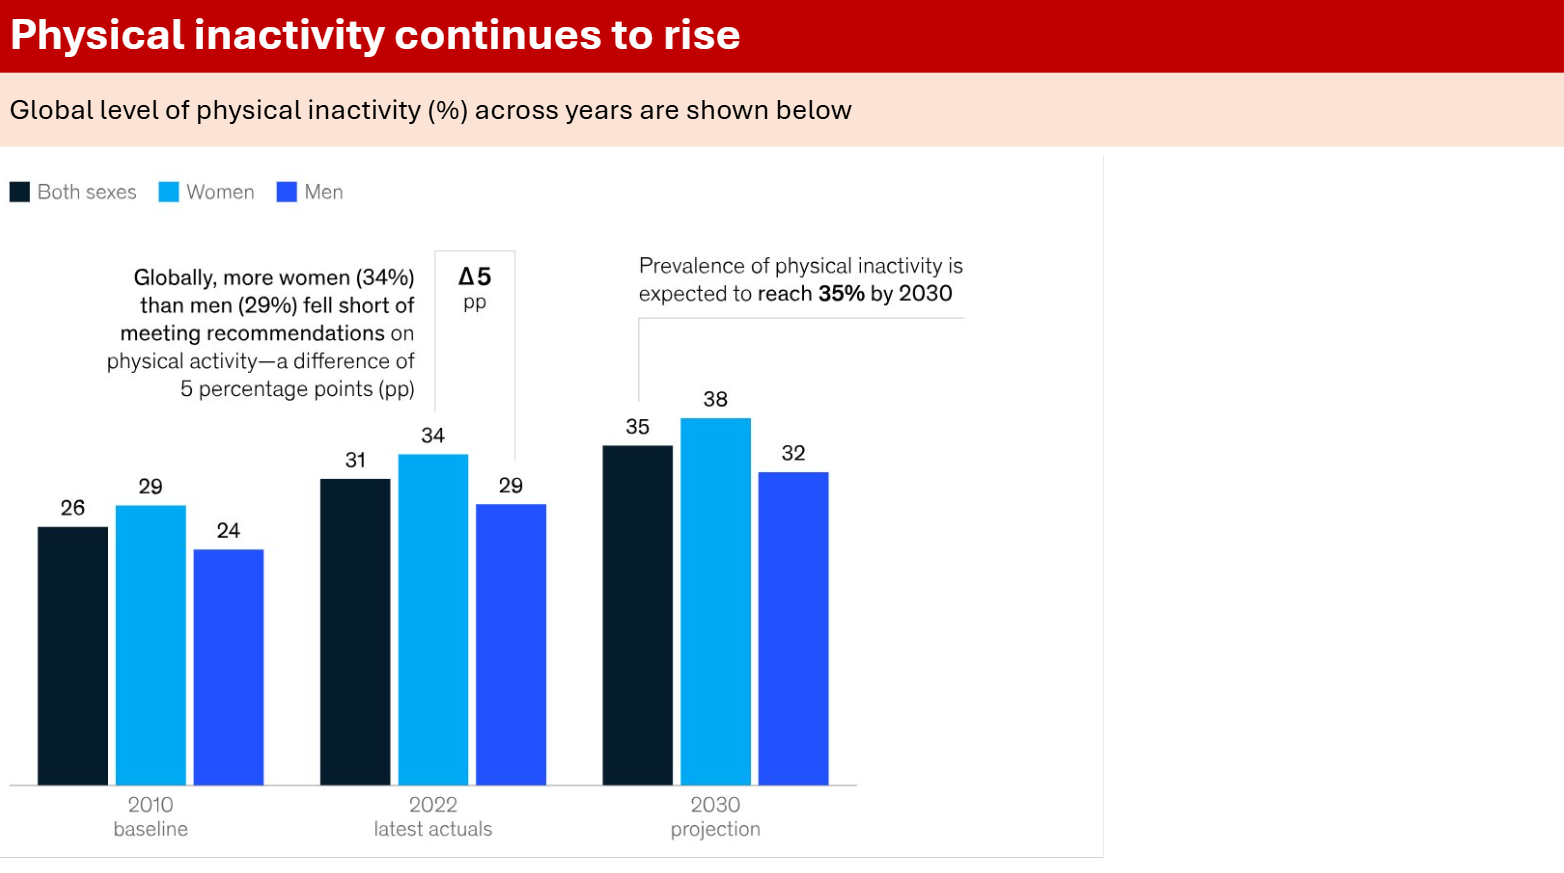 Physical inactivity continues to rise
Global level of physical inactivity (%) across years are shown below
Both sexes
Women
Men
Globally, more women (34%)
than men (29%) fell short of
meeting recommendations on
physical activity—a difference of
5 percentage points (pp)
Δ5
pp
Prevalence of physical inactivity is
expected to reach 35% by 2030
26
29
24
31
34
29
35
38
32
2010
baseline
2022
latest actuals
2030
projection